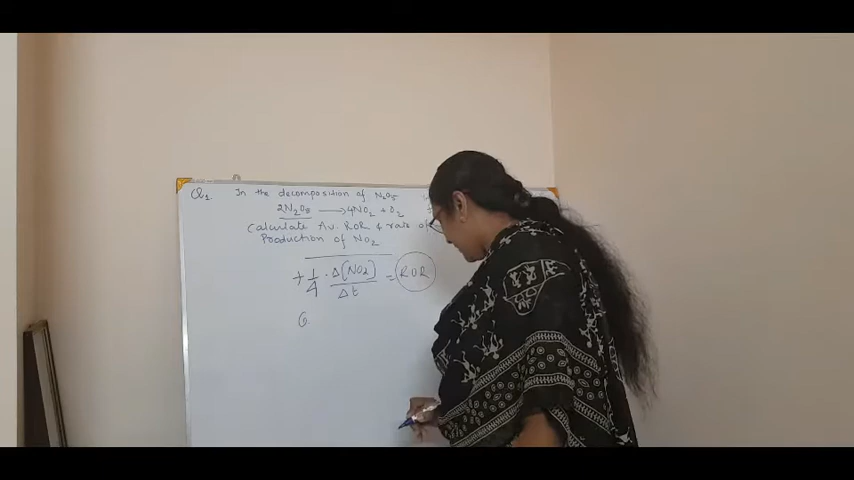 Q1 In the decomposition of N2O5
2N2O5 → 4NO2 + O2
Calculate Av. ROR & rate of
Production of NO2
+ 1/4 · Δ(NO2)/Δt = ROR